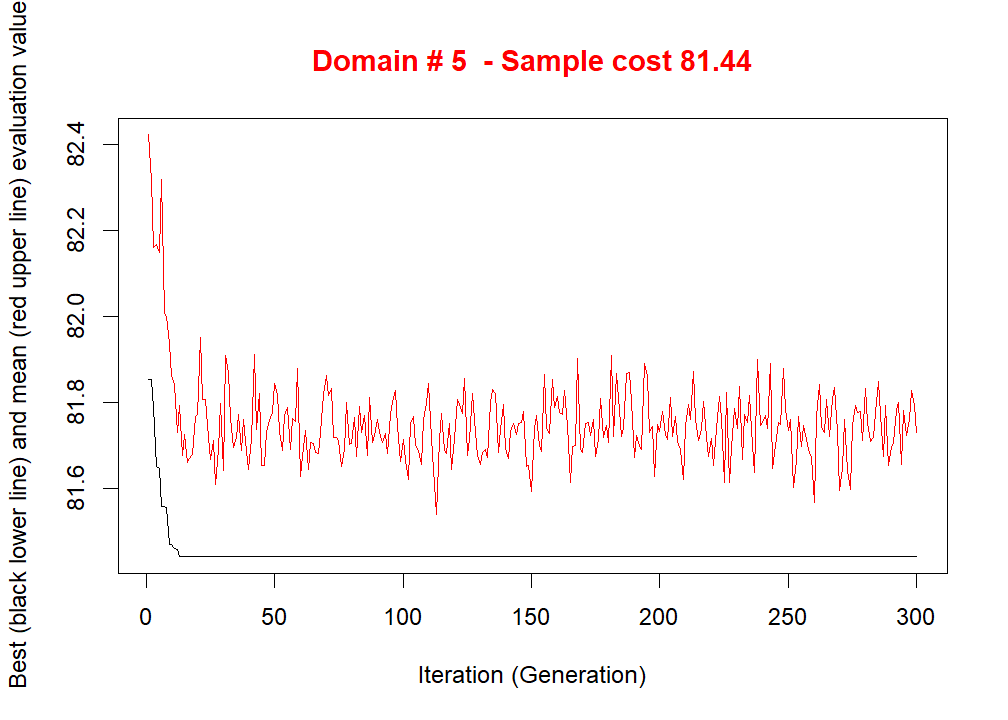 Domain # 5  - Sample cost 81.44
Best (black lower line) and mean (red upper line) evaluation value
82.4
82.2
82.0
81.8
81.6
0 50 100 150 200 250 300
Iteration (Generation)